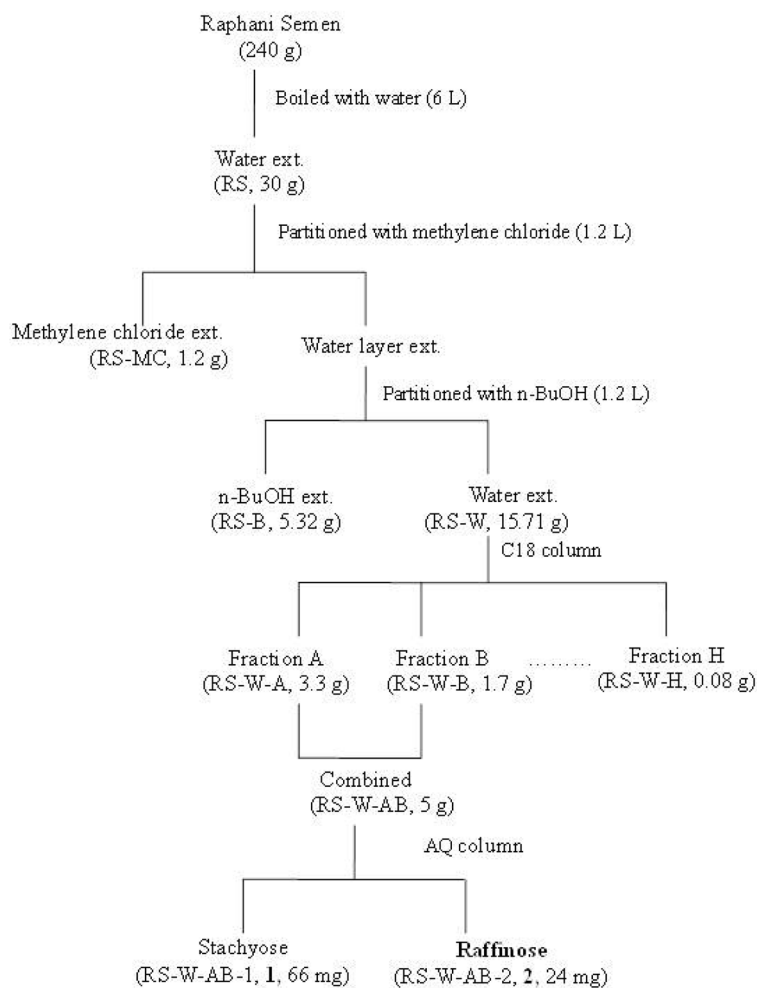 Raphani Semen
(240 g)
Boiled with water (6 L)
Water ext.
(RS, 30 g)
Partitioned with methylene chloride (1.2 L)
Methylene chloride ext.
(RS-MC, 1.2 g)
Water layer ext.
Partitioned with n-BuOH (1.2 L)
n-BuOH ext.
(RS-B, 5.32 g)
Water ext.
(RS-W, 15.71 g)
C18 column
Fraction A
(RS-W-A, 3.3 g)
Fraction B
(RS-W-B, 1.7 g)
.........
Fraction H
(RS-W-H, 0.08 g)
Combined
(RS-W-AB, 5 g)
AQ column
Stachyose
(RS-W-AB-1, 1, 66 mg)
Raffinose
(RS-W-AB-2, 2, 24 mg)